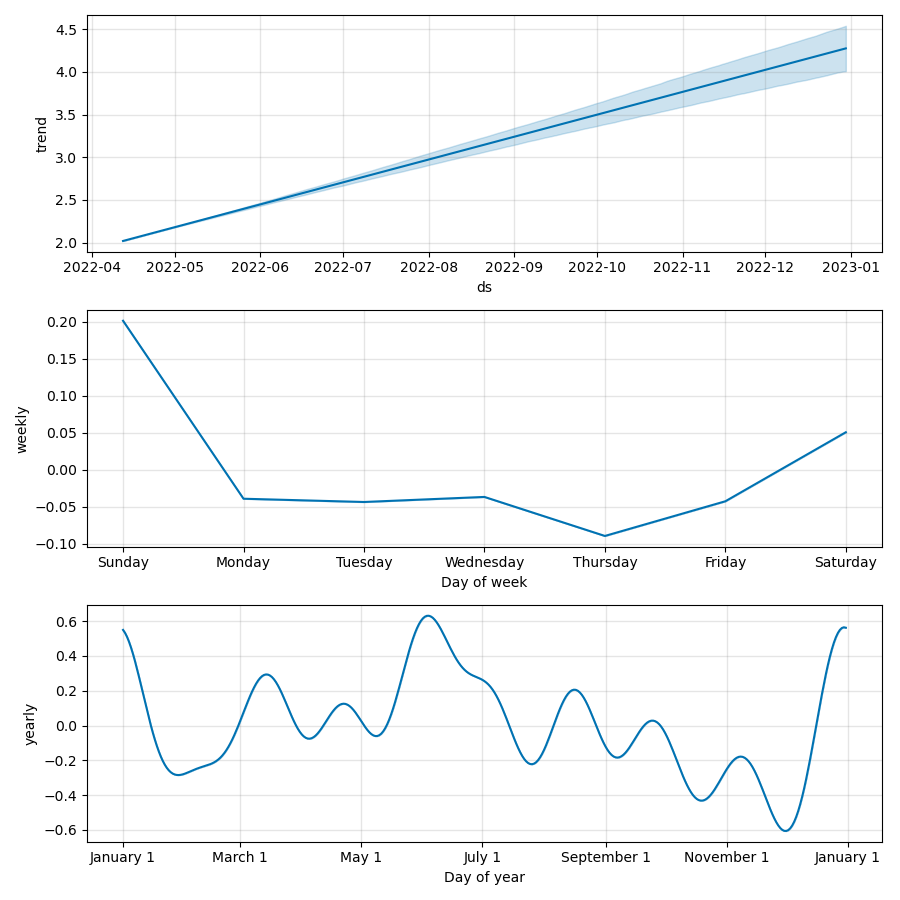 4.5
4.0
3.5
3.0
2.5
2.0
trend
2022-04 2022-05 2022-06 2022-07 2022-08 2022-09 2022-10 2022-11 2022-12 2023-01
ds
0.20
0.15
0.10
0.05
0.00
−0.05
−0.10
weekly
Sunday Monday Tuesday Wednesday Thursday Friday Saturday
Day of week
0.6
0.4
0.2
0.0
−0.2
−0.4
−0.6
yearly
January 1 March 1 May 1 July 1 September 1 November 1 January 1
Day of year